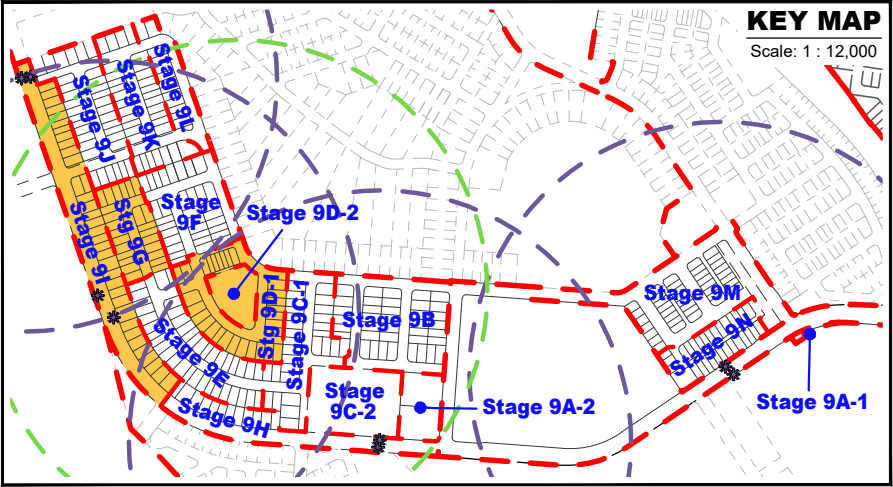 KEY MAP
Scale: 1 : 12,000
Stage 9J
Stage 9K
Stage 9L
Stage 9I
Stg 9G
Stage
9F
Stage 9D-2
Stg 9D-1
Stage 9C-1
Stage 9B
Stage 9E
Stage 9H
Stage
9C-2
Stage 9A-2
Stage 9M
Stage 9N
Stage 9A-1